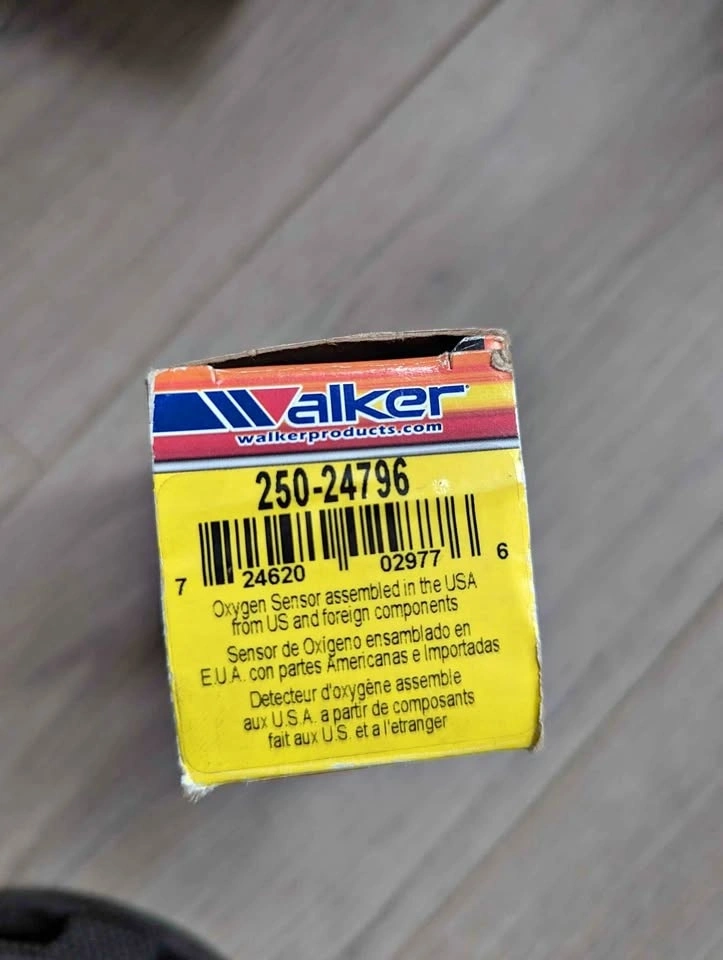 Walker
walkerproducts.com
250-24796
7 24620 02977 6
Oxygen Sensor assembled in the USA
from US and foreign components
Sensor de Oxígeno ensamblado en
E.U.A. con partes Americanas e Importadas
Detecteur d'oxygène assemble
aux U.S.A. a partir de composants
fait aux U.S. et a l'etranger